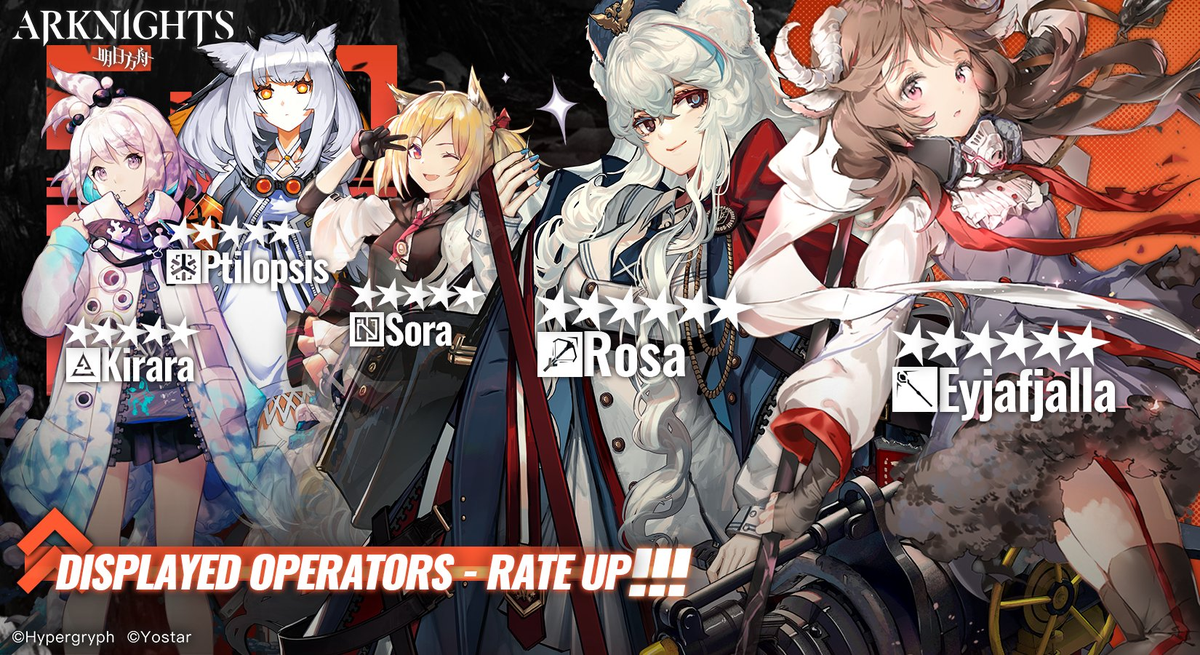 ARKNIGHTS
明日方舟
★★★★★
Ptilopsis
★★★★★
Kirara
★★★★★
Sora
★★★★★★
Rosa
★★★★★★
Eyjafjalla
DISPLAYED OPERATORS - RATE UP!!!
©Hypergryph ©Yostar